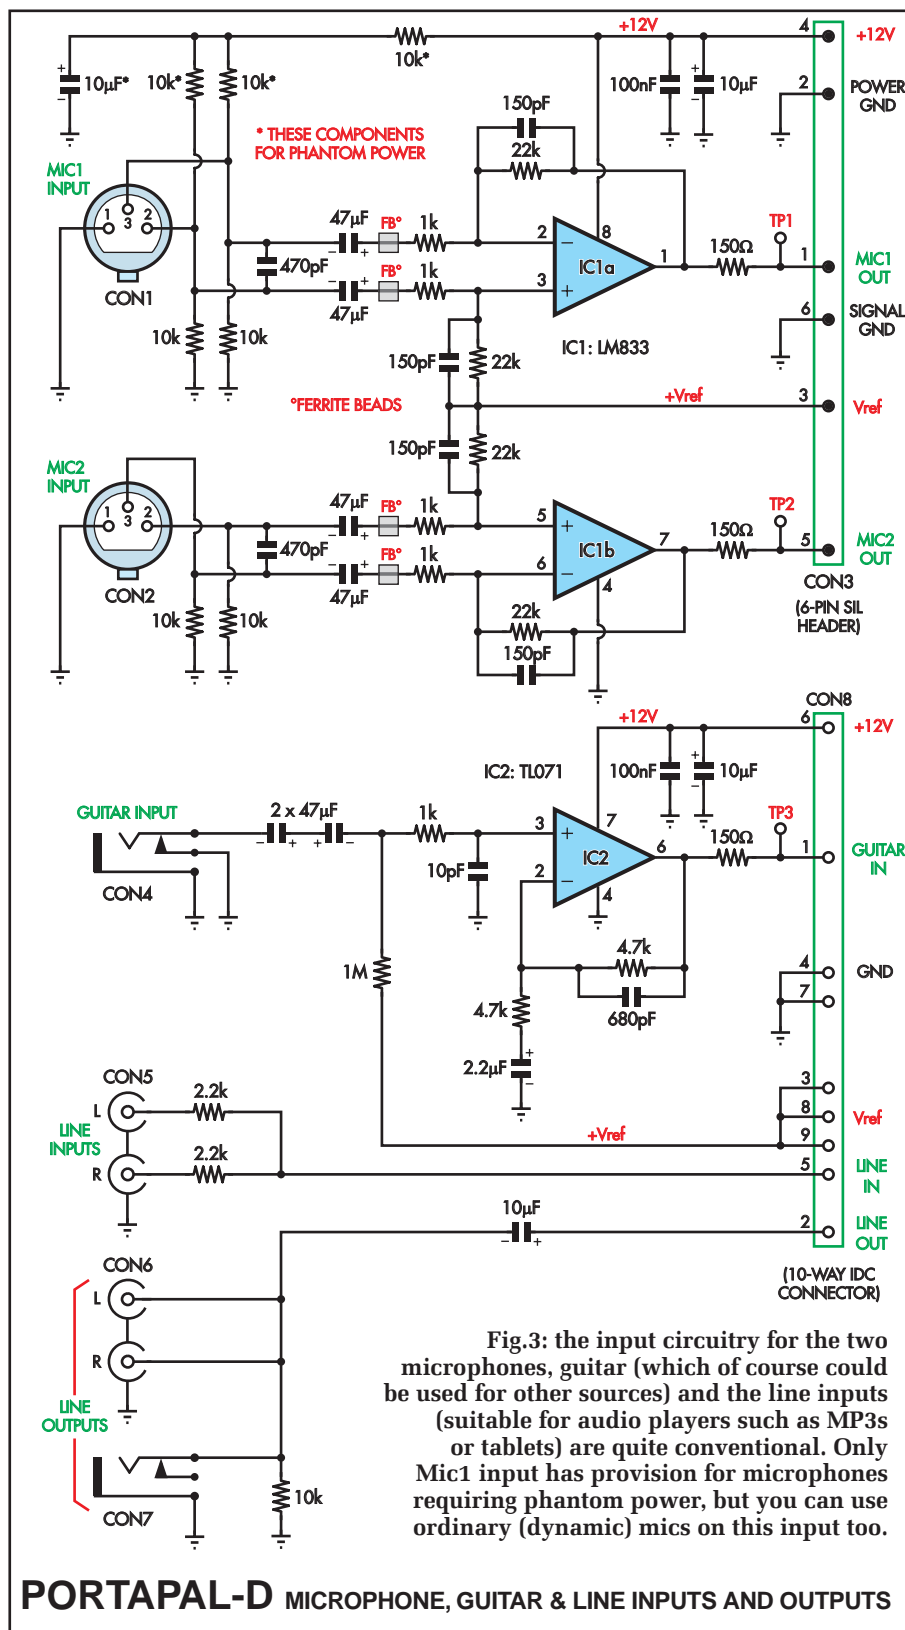 +12V
4
+12V
10µF*
10k*
10k*
10k*
100nF
10µF
2
POWER
GND
* THESE COMPONENTS
FOR PHANTOM POWER
150pF
22k
MIC1
INPUT
1
2
3
CON1
470pF
47µF
FB°
1k
FB°
1k
47µF
2
3
8
1
IC1a
150Ω
TP1
1
MIC1
OUT
6
SIGNAL
GND
10k
10k
IC1: LM833
150pF
22k
°FERRITE BEADS
+Vref
3
Vref
150pF
22k
MIC2
INPUT
1
2
3
CON2
470pF
47µF
FB°
1k
FB°
1k
47µF
5
6
7
4
IC1b
150Ω
TP2
5
MIC2
OUT
10k
10k
22k
150pF
CON3
(6-PIN SIL
HEADER)
CON8
+12V
6
+12V
IC2: TL071
100nF
10µF
GUITAR INPUT
CON4
2 x 47µF
1k
10pF
3
2
7
6
4
IC2
150Ω
TP3
1
GUITAR
IN
1M
4.7k
680pF
4.7k
2.2µF
4
GND
7
3
8
Vref
9
+Vref
CON5
L
R
LINE
INPUTS
2.2k
2.2k
5
LINE
IN
10µF
2
LINE
OUT
CON6
L
R
LINE
OUTPUTS
CON7
10k
(10-WAY IDC
CONNECTOR)
Fig.3: the input circuitry for the two
microphones, guitar (which of course could
be used for other sources) and the line inputs
(suitable for audio players such as MP3s
or tablets) are quite conventional. Only
Mic1 input has provision for microphones
requiring phantom power, but you can use
ordinary (dynamic) mics on this input too.
PORTAPAL-D MICROPHONE, GUITAR & LINE INPUTS AND OUTPUTS